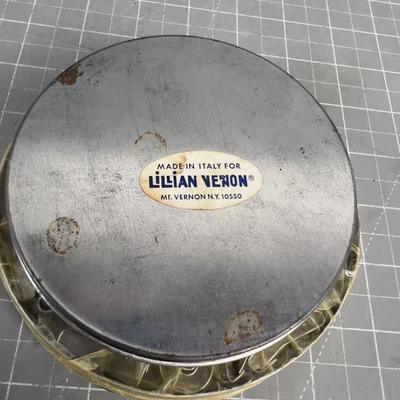 MADE IN ITALY FOR
LILLIAN VERNON®
MT. VERNON N.Y. 10550